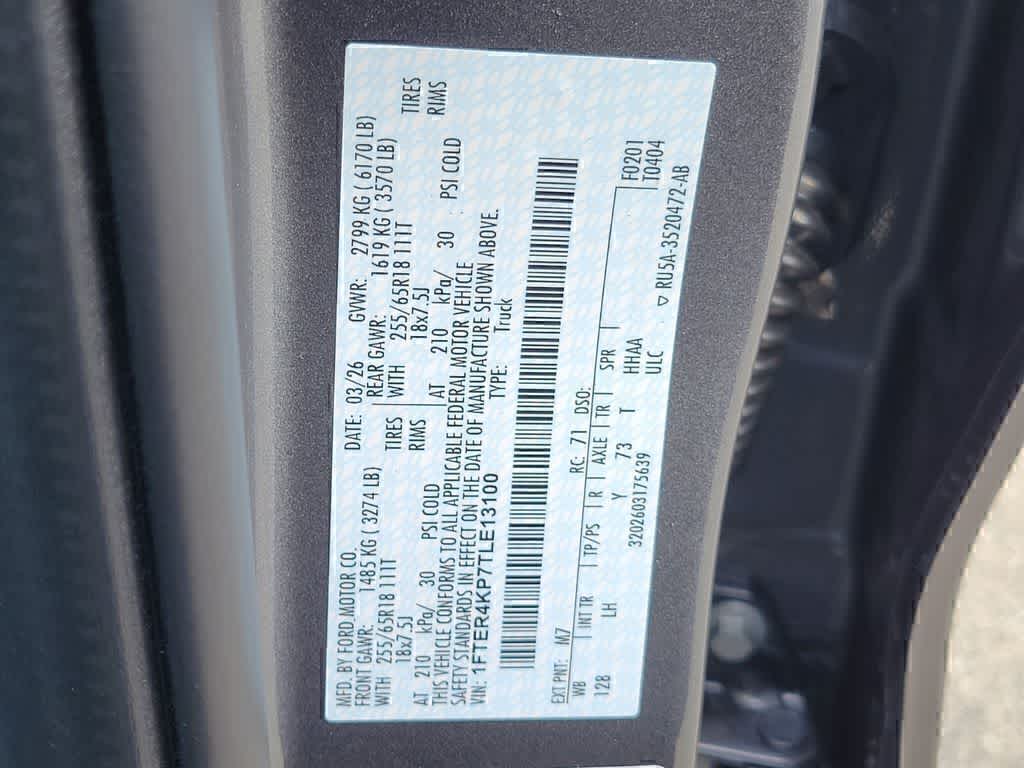 MFD. BY FORD MOTOR CO. DATE: 03/26 GVWR: 2799 KG ( 6170 LB)
FRONT GAWR: 1485 KG ( 3274 LB) REAR GAWR: 1619 KG ( 3570 LB)
WITH 255/65R18 111T TIRES WITH 255/65R18 111T TIRES
18x7.5J RIMS 18x7.5J RIMS
AT 210 kPa/ 30 PSI COLD AT 210 kPa/ 30 PSI COLD
THIS VEHICLE CONFORMS TO ALL APPLICABLE FEDERAL MOTOR VEHICLE
SAFETY STANDARDS IN EFFECT ON THE DATE OF MANUFACTURE SHOWN ABOVE.
VIN: 1FTER4KP7TLE13100 TYPE: Truck
EXT PNT: M7 RC: 71 DSO:
WB INT TR TP/PS R AXLE TR SPR F0201
128 LH Y 73 T HHAA T0404
3202603175639 ULC ▽ RU5A-3520472-AB